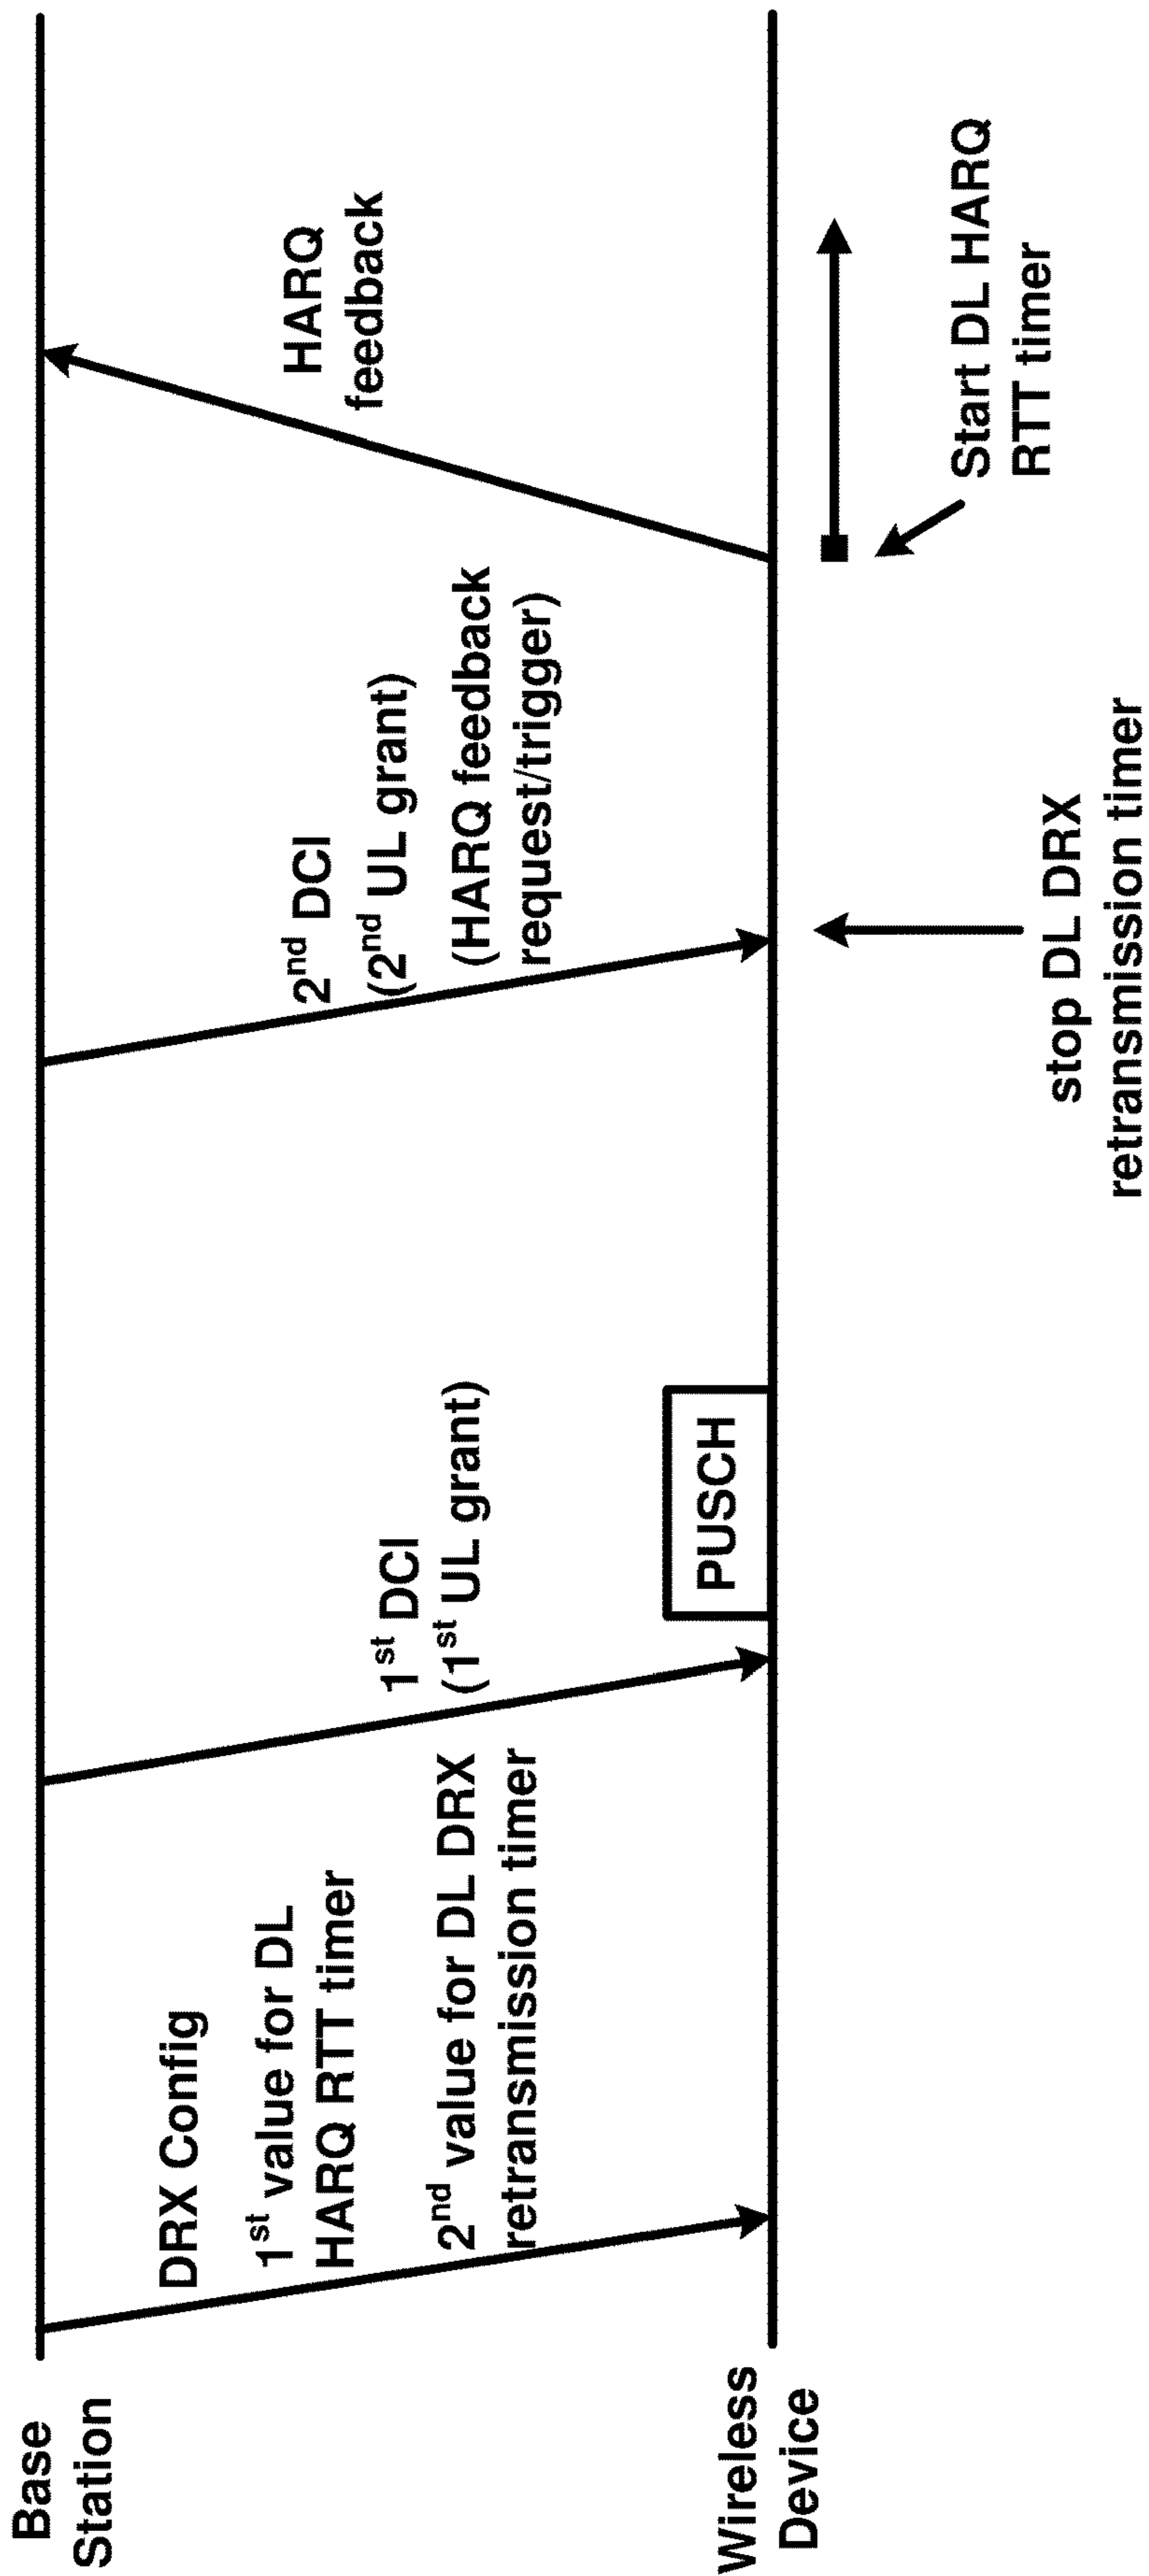 Base
Station
DRX Config
1st value for DL
HARQ RTT timer
2nd value for DL DRX
retransmission timer
1st DCI
(1st UL grant)
2nd DCI
(2nd UL grant)
(HARQ feedback
request/trigger)
HARQ
feedback
Wireless
Device
PUSCH
stop DL DRX
retransmission timer
Start DL HARQ
RTT timer